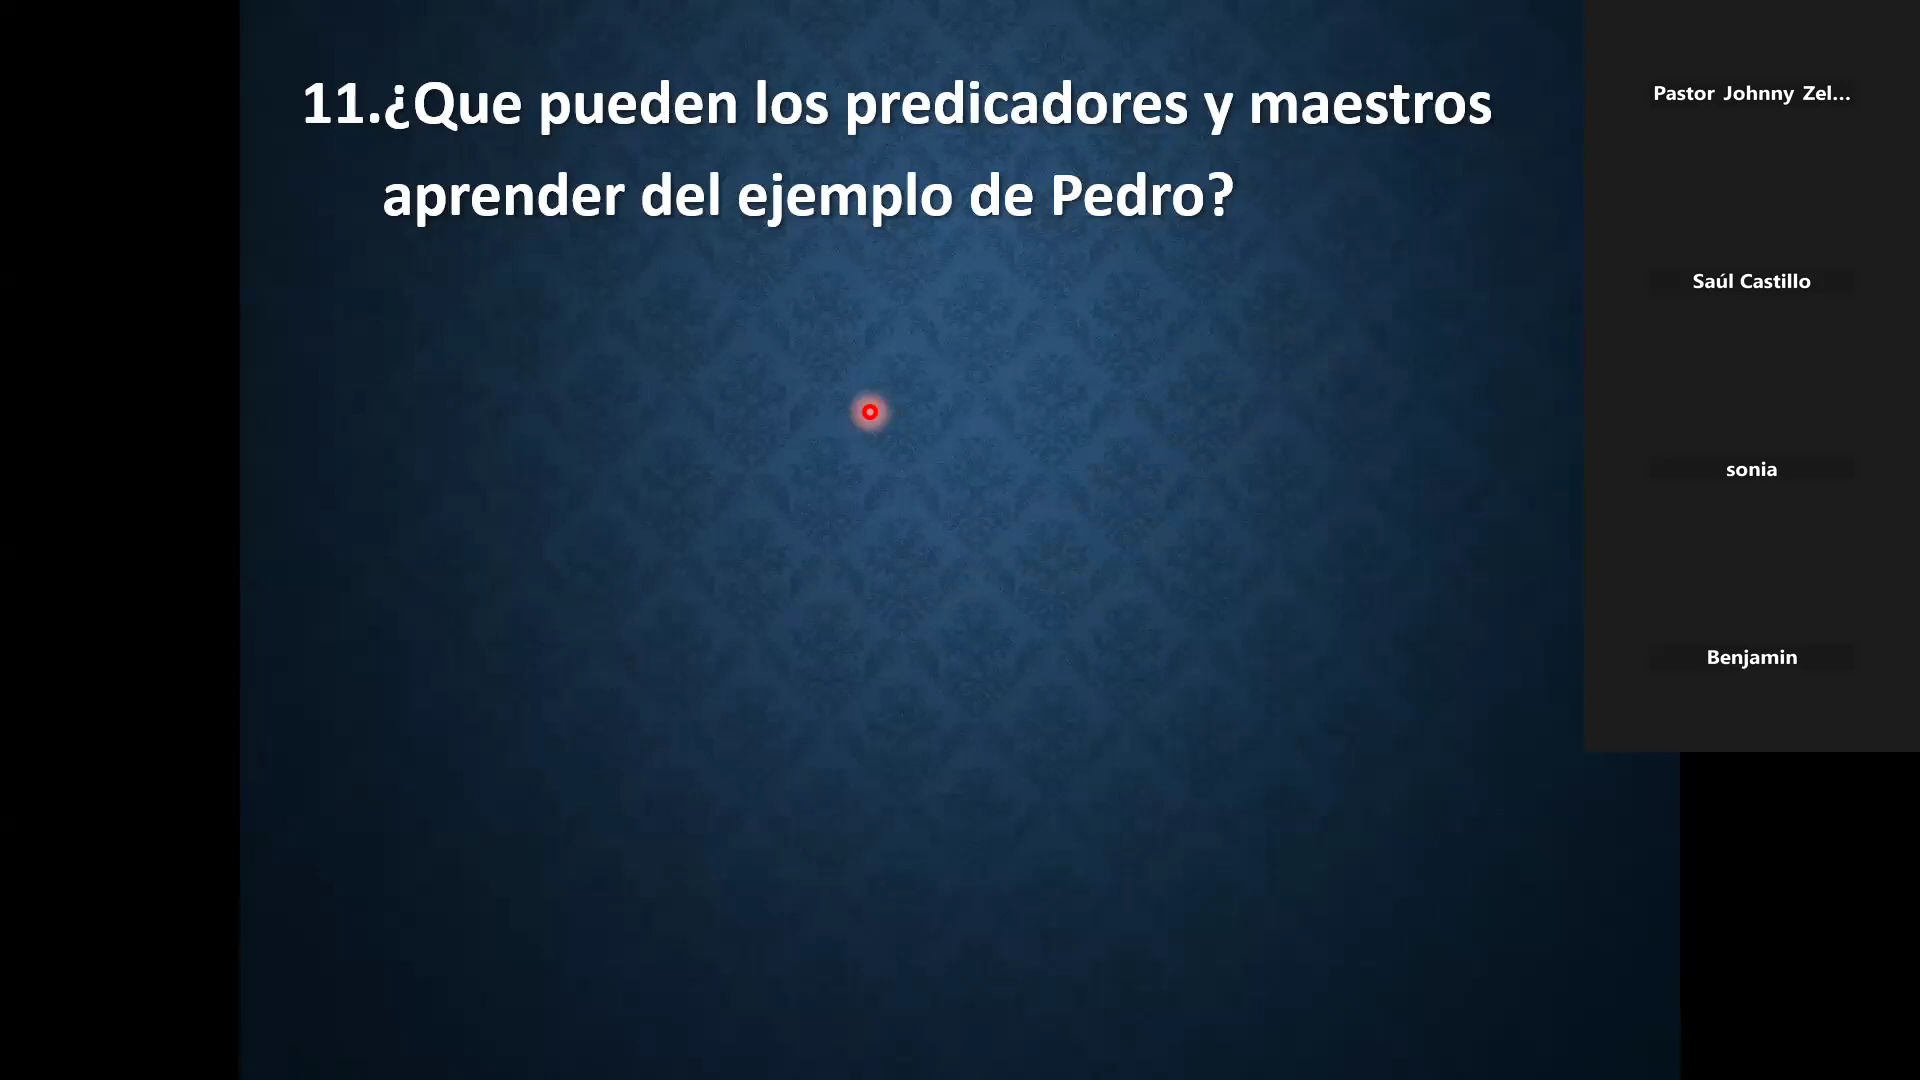 11.¿Que pueden los predicadores y maestros
aprender del ejemplo de Pedro?
Pastor Johnny Zel...
Saúl Castillo
sonia
Benjamin